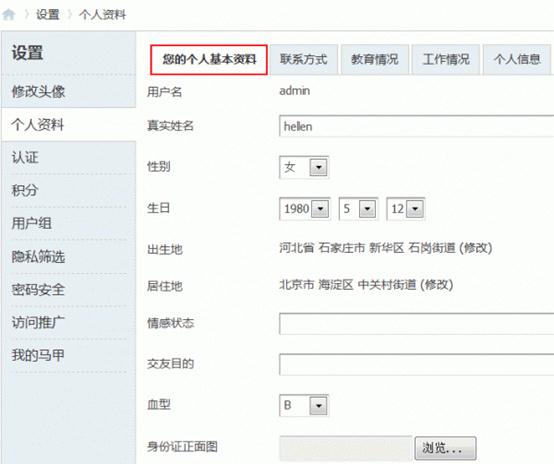 设置 个人资料
设置
修改头像
个人资料
认证
积分
用户组
隐私筛选
密码安全
访问推广
我的马甲
您的个人基本资料 联系方式 教育情况 工作情况 个人信息
用户名 admin
真实姓名 hellen
性别 女
生日 1980 5 12
出生地 河北省 石家庄市 新华区 石岗街道 (修改)
居住地 北京市 海淀区 中关村街道 (修改)
情感状态
交友目的
血型 B
身份证正面图 浏览...